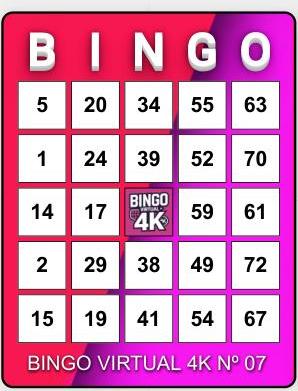 B I N G O
5 20 34 55 63
1 24 39 52 70
14 17 BINGO VIRTUAL 4K 59 61
2 29 38 49 72
15 19 41 54 67
BINGO VIRTUAL 4K Nº 07